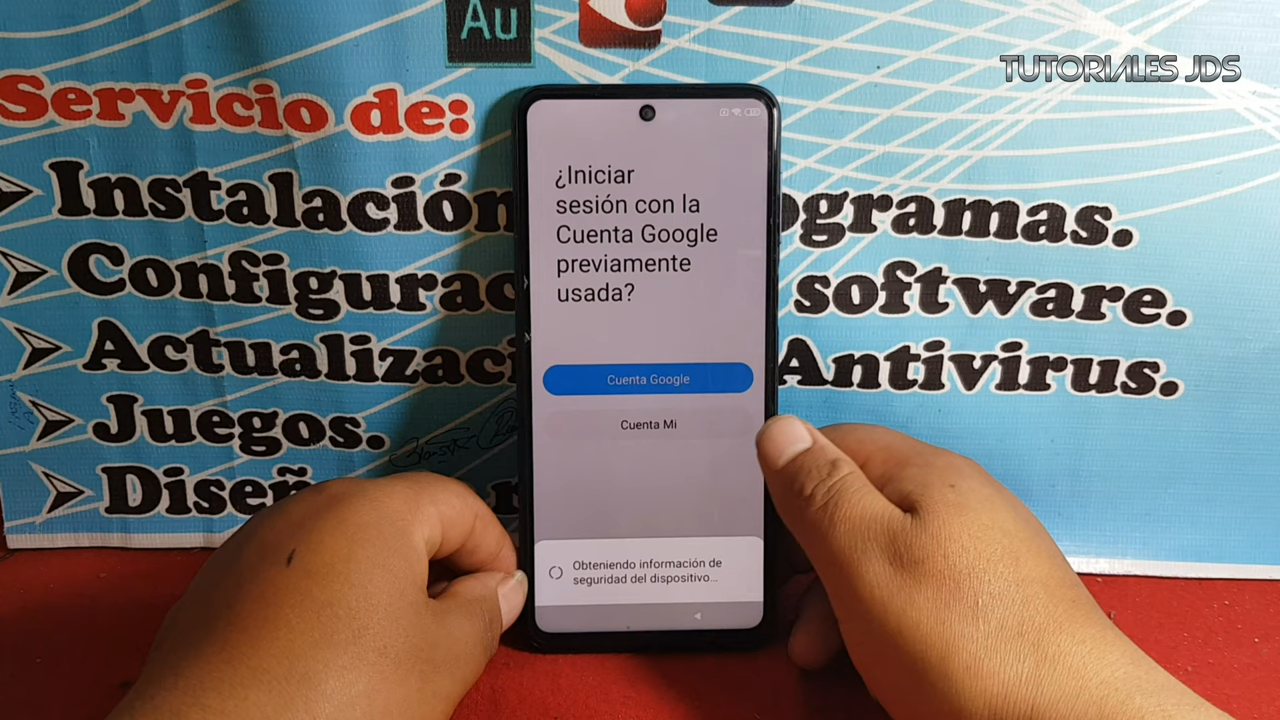 Au
TUTORIALES JDS
Servicio de:
Instalación
ogramas.
Configurac
software.
Actualizaci
Antivirus.
Juegos.
Diseñ
¿Iniciar
sesión con la
Cuenta Google
previamente
usada?
Cuenta Google
Cuenta Mi
Obteniendo información de
seguridad del dispositivo...